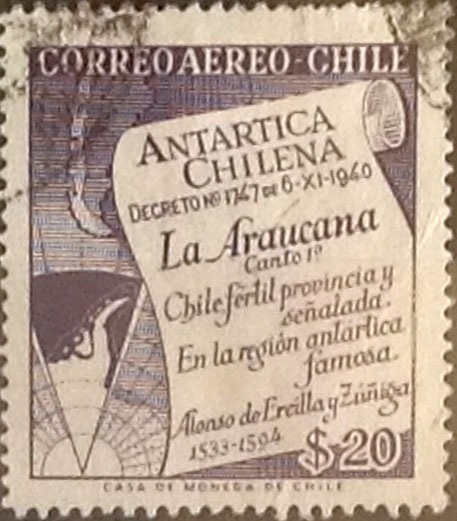 CORREO AEREO-CHILE
ANTARTICA
CHILENA
DECRETO Nº 1747 DE 6-XI-1940
La Araucana
Canto 1º
Chile fértil provincia y
señalada.
En la región antártica
famosa
Alonso de Ercilla y Zúñiga
1533-1594
$20
CASA DE MONEDA DE CHILE